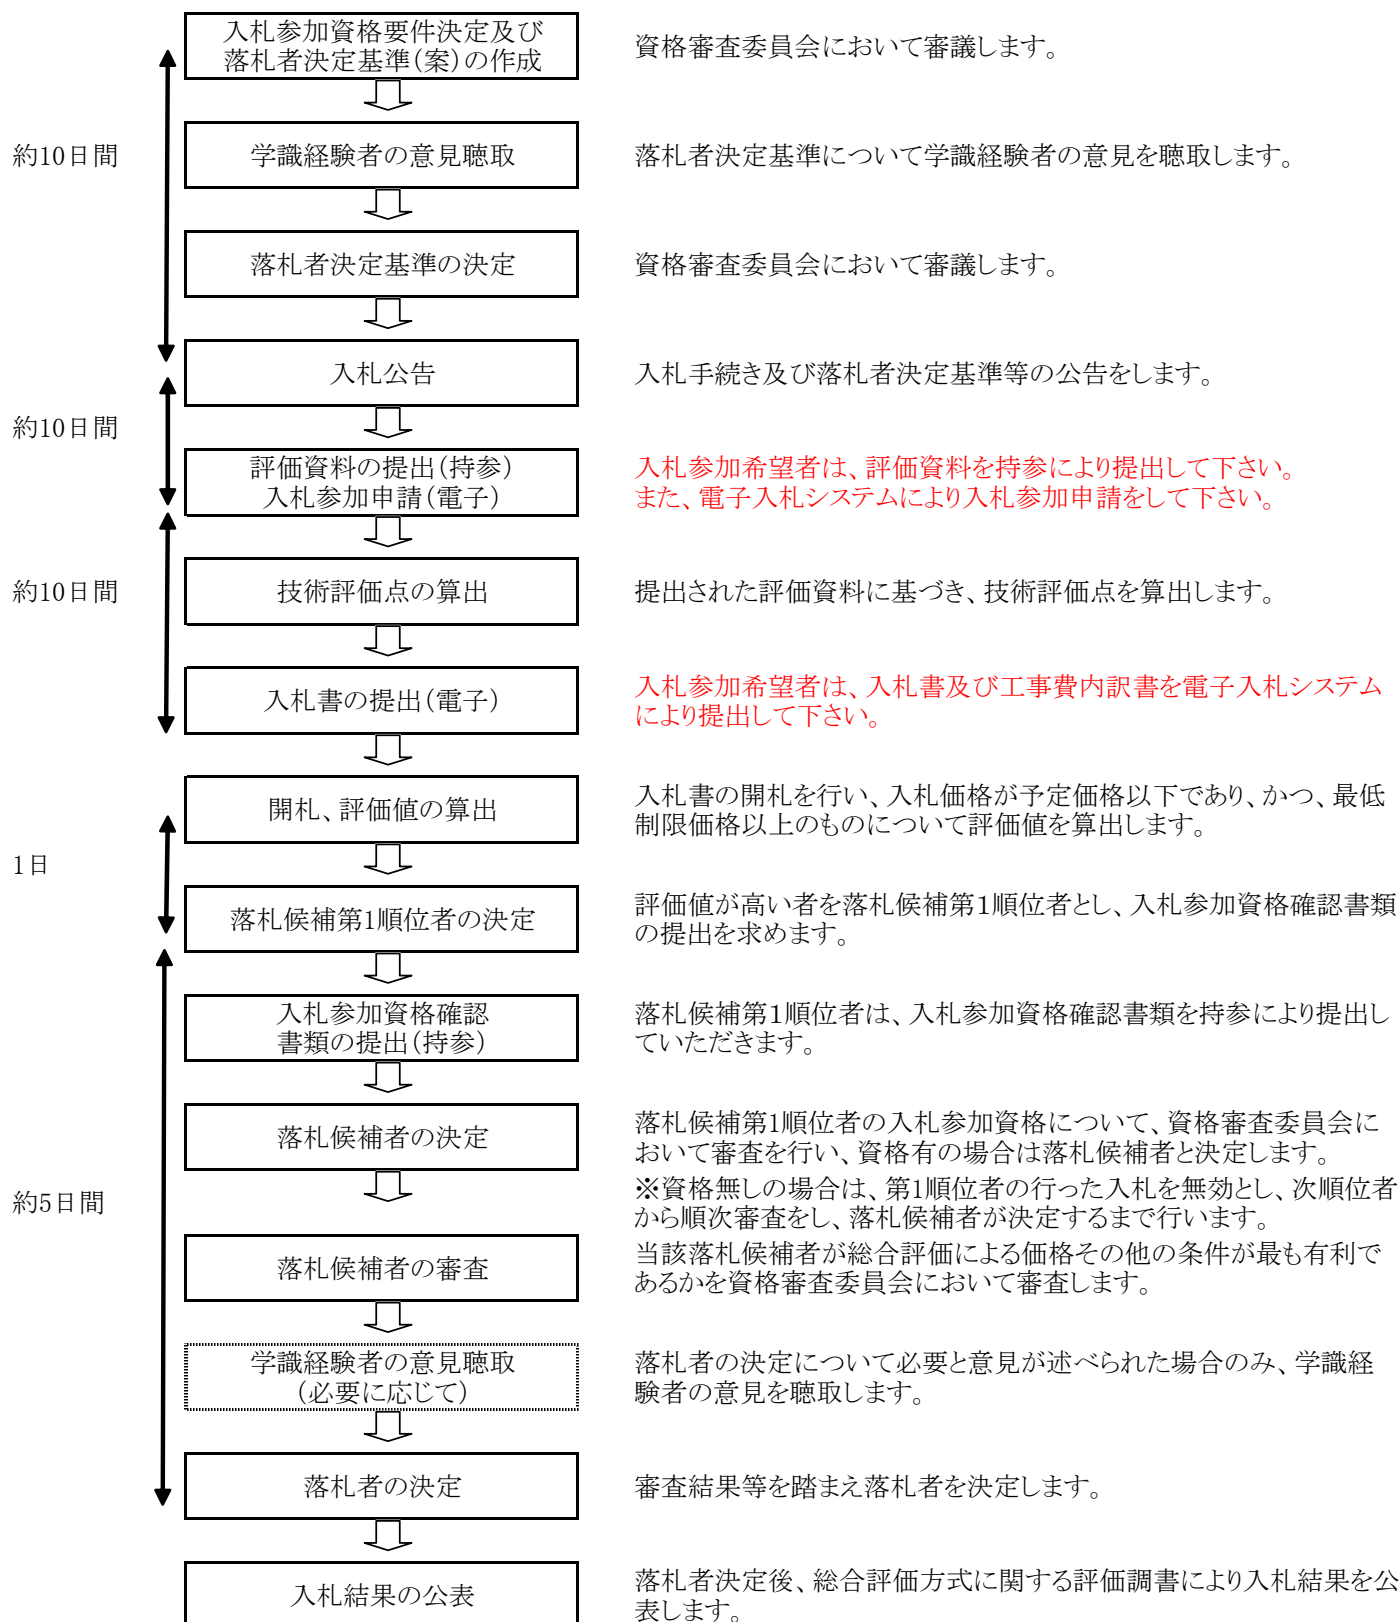 入札参加資格要件決定及び
落札者決定基準(案)の作成
資格審査委員会において審議します。
約10日間
学識経験者の意見聴取
落札者決定基準について学識経験者の意見を聴取します。
落札者決定基準の決定
資格審査委員会において審議します。
入札公告
入札手続き及び落札者決定基準等の公告をします。
約10日間
評価資料の提出(持参)
入札参加申請(電子)
入札参加希望者は、評価資料を持参により提出して下さい。
また、電子入札システムにより入札参加申請をして下さい。
約10日間
技術評価点の算出
提出された評価資料に基づき、技術評価点を算出します。
入札書の提出(電子)
入札参加希望者は、入札書及び工事費内訳書を電子入札システム
により提出して下さい。
開札、評価値の算出
入札書の開札を行い、入札価格が予定価格以下であり、かつ、最低
制限価格以上のものについて評価値を算出します。
1日
落札候補第1順位者の決定
評価値が高い者を落札候補第1順位者とし、入札参加資格確認書類
の提出を求めます。
入札参加資格確認
書類の提出(持参)
落札候補第1順位者は、入札参加資格確認書類を持参により提出し
ていただきます。
落札候補者の決定
落札候補第1順位者の入札参加資格について、資格審査委員会に
おいて審査を行い、資格有の場合は落札候補者と決定します。
約5日間
※資格無しの場合は、第1順位者の行った入札を無効とし、次順位者
から順次審査をし、落札候補者が決定するまで行います。
落札候補者の審査
当該落札候補者が総合評価による価格その他の条件が最も有利で
あるかを資格審査委員会において審査します。
学識経験者の意見聴取
(必要に応じて)
落札者の決定について必要と意見が述べられた場合のみ、学識経
験者の意見を聴取します。
落札者の決定
審査結果等を踏まえ落札者を決定します。
入札結果の公表
落札者決定後、総合評価方式に関する評価調書により入札結果を公
表します。